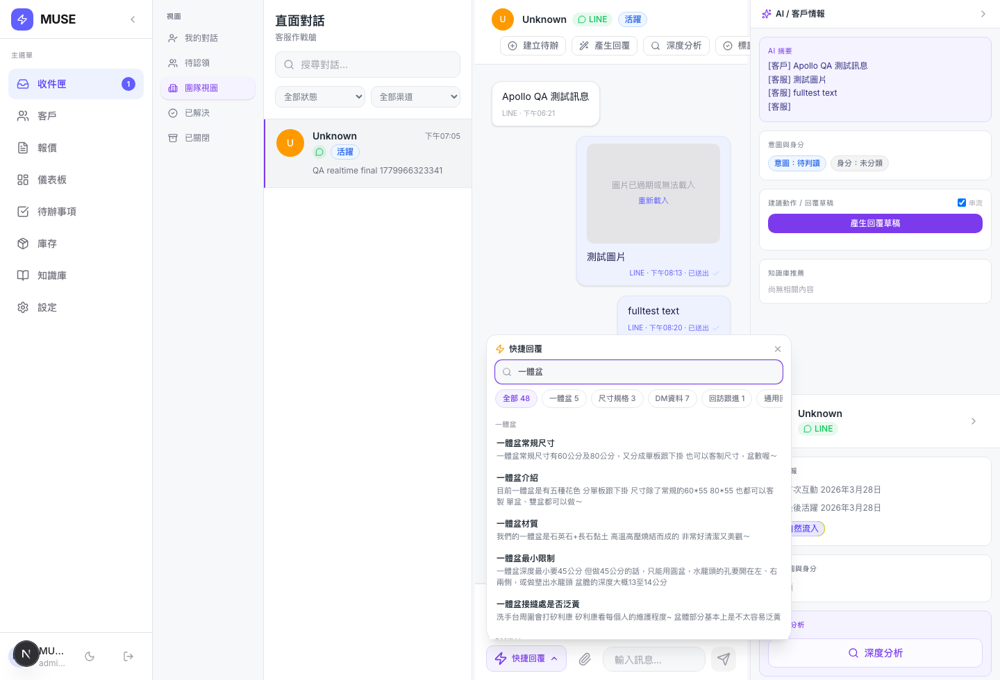 MUSE
主選單
收件匣
1
客戶
報價
儀表板
待辦事項
庫存
知識庫
設定
N
MU...
admi...
視圖
我的對話
待認領
團隊視圖
已解決
已關閉
直面對話
客服作戰艙
搜尋對話...
全部狀態
全部渠道
U
Unknown
下午07:05
活躍
QA realtime final 1779966323341
U
Unknown
LINE
活躍
建立待辦
產生回覆
深度分析
Apollo QA 測試訊息
LINE · 下午06:21
圖片已過期或無法載入
重新載入
測試圖片
LINE · 下午08:13 · 已送出
fulltest text
LINE · 下午08:20 · 已送出
快捷回覆
一體盆
全部 48
一體盆 5
尺寸規格 3
DM資料 7
回訪跟進 1
通用
一體盆
一體盆常規尺寸
一體盆常規尺寸有60公分及80公分，又分成單板跟下掛 也可以客制尺寸，盆數喔～
一體盆介紹
目前一體盆是有五種花色 分單板跟下掛 尺寸除了常規的60*55 80*55 也都可以客
製 單盆、雙盆都可以做～
一體盆材質
我們的一體盆是石英石+長石黏土 高溫高壓燒結而成的 非常好清潔又美觀～
一體盆最小限制
一體盆深度最小要45公分 但做45公分的話，只能用圓盆，水龍頭的孔要開在左、右
兩側，或做壁出水龍頭 盆膽的深度大概13至14公分
一體盆接縫處是否泛黃
洗手台周圍會打矽利康 矽利康看每個人的維護程度~ 盆體部分基本上是不太容易泛黃
快捷回覆
輸入訊息...
AI / 客戶情報
AI 摘要
[客戶] Apollo QA 測試訊息
[客服] 測試圖片
[客服] fulltest text
[客服]
意圖與身分
意圖：待判讀
身分：未分類
建議動作 / 回覆草稿
串流
產生回覆草稿
知識庫推薦
尚無相關內容
Unknown
LINE
報
次互動 2026年3月28日
後活躍 2026年3月28日
然流入
與身分
分析
深度分析